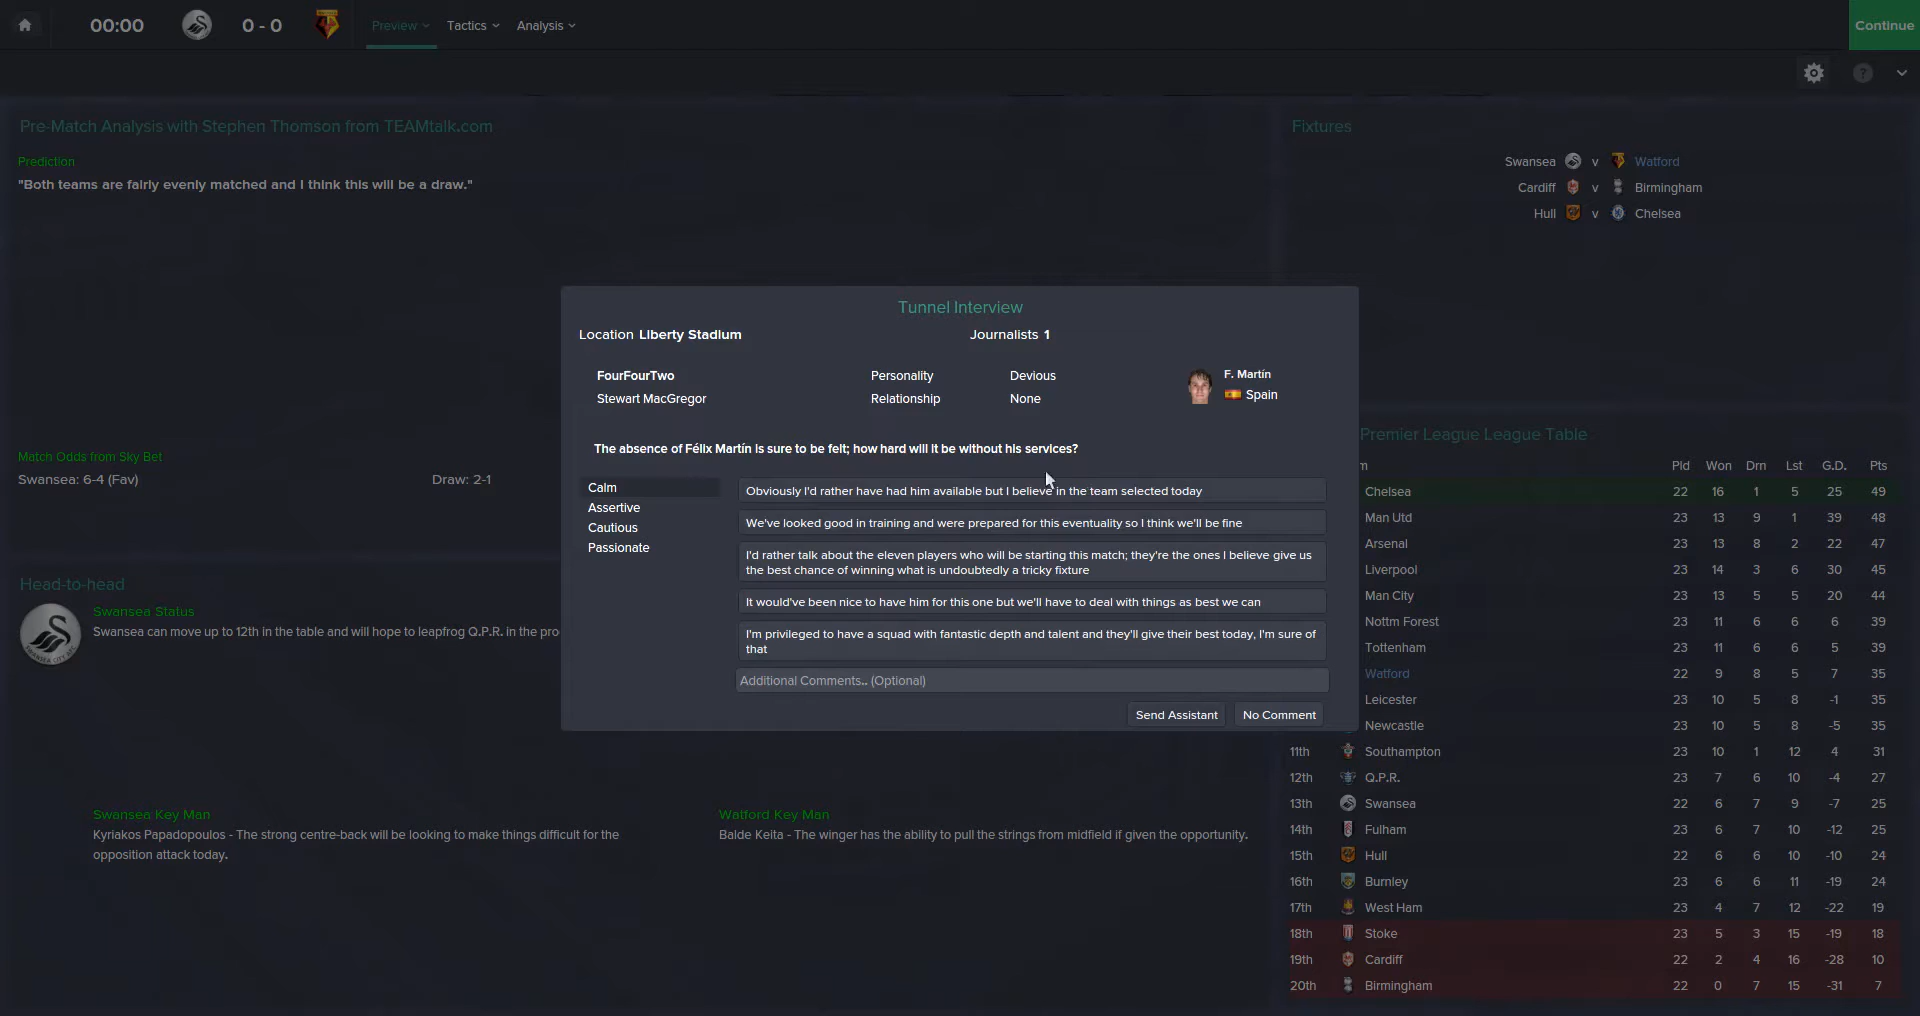 00:00
0 - 0
Preview
Tactics
Analysis
Continue
?
Pre-Match Analysis with Stephen Thomson from TEAMtalk.com
Prediction
"Both teams are fairly evenly matched and I think this will be a draw."
Match Odds from Sky Bet
Swansea: 6-4 (Fav)
Draw: 2-1
Head-to-head
Swansea Status
Swansea can move up to 12th in the table and will hope to leapfrog Q.P.R. in the pro
Swansea Key Man
Kyriakos Papadopoulos - The strong centre-back will be looking to make things difficult for the
opposition attack today.
Watford Key Man
Balde Keita - The winger has the ability to pull the strings from midfield if given the opportunity.
Tunnel Interview
Location Liberty Stadium
Journalists 1
FourFourTwo
Personality
Devious
F. Martín
Stewart MacGregor
Relationship
None
Spain
The absence of Félix Martín is sure to be felt; how hard will it be without his services?
Calm
Assertive
Cautious
Passionate
Obviously I'd rather have had him available but I believe in the team selected today
We've looked good in training and were prepared for this eventuality so I think we'll be fine
I'd rather talk about the eleven players who will be starting this match; they're the ones I believe give us
the best chance of winning what is undoubtedly a tricky fixture
It would've been nice to have him for this one but we'll have to deal with things as best we can
I'm privileged to have a squad with fantastic depth and talent and they'll give their best today, I'm sure of
that
Additional Comments.. (Optional)
Send Assistant
No Comment
Fixtures
Swansea v Watford
Cardiff v Birmingham
Hull v Chelsea
Premier League League Table
m Pld Won Drn Lst G.D. Pts
Chelsea 22 16 1 5 25 49
Man Utd 23 13 9 1 39 48
Arsenal 23 13 8 2 22 47
Liverpool 23 14 3 6 30 45
Man City 23 13 5 5 20 44
Nottm Forest 22 11 6 6 6 39
Tottenham 23 11 6 6 5 39
Watford 22 9 8 5 7 35
Leicester 23 10 5 8 -1 35
Newcastle 23 10 5 8 -5 35
11th Southampton 23 10 1 12 4 31
12th Q.P.R. 23 7 6 10 -4 27
13th Swansea 22 6 7 9 -7 25
14th Fulham 23 6 7 10 -12 25
15th Hull 22 6 6 10 -10 24
16th Burnley 23 6 6 11 -19 24
17th West Ham 23 4 7 12 -22 19
18th Stoke 23 5 3 15 -19 18
19th Cardiff 22 2 4 16 -28 10
20th Birmingham 22 0 7 15 -31 7